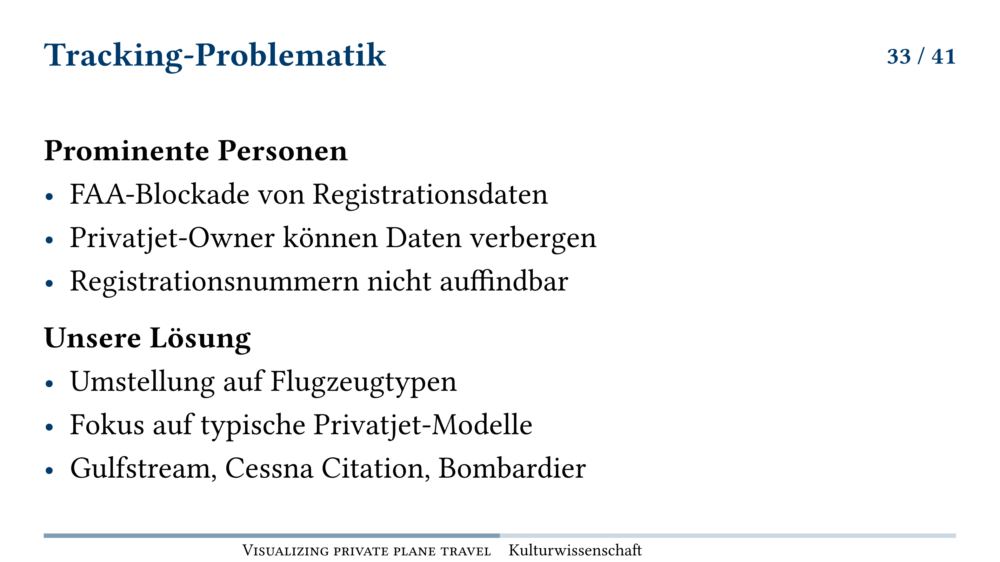 Tracking-Problematik 33 / 41
Prominente Personen
• FAA-Blockade von Registrationsdaten
• Privatjet-Owner können Daten verbergen
• Registrationsnummern nicht auffindbar
Unsere Lösung
• Umstellung auf Flugzeugtypen
• Fokus auf typische Privatjet-Modelle
• Gulfstream, Cessna Citation, Bombardier
Visualizing private plane travel Kulturwissenschaft